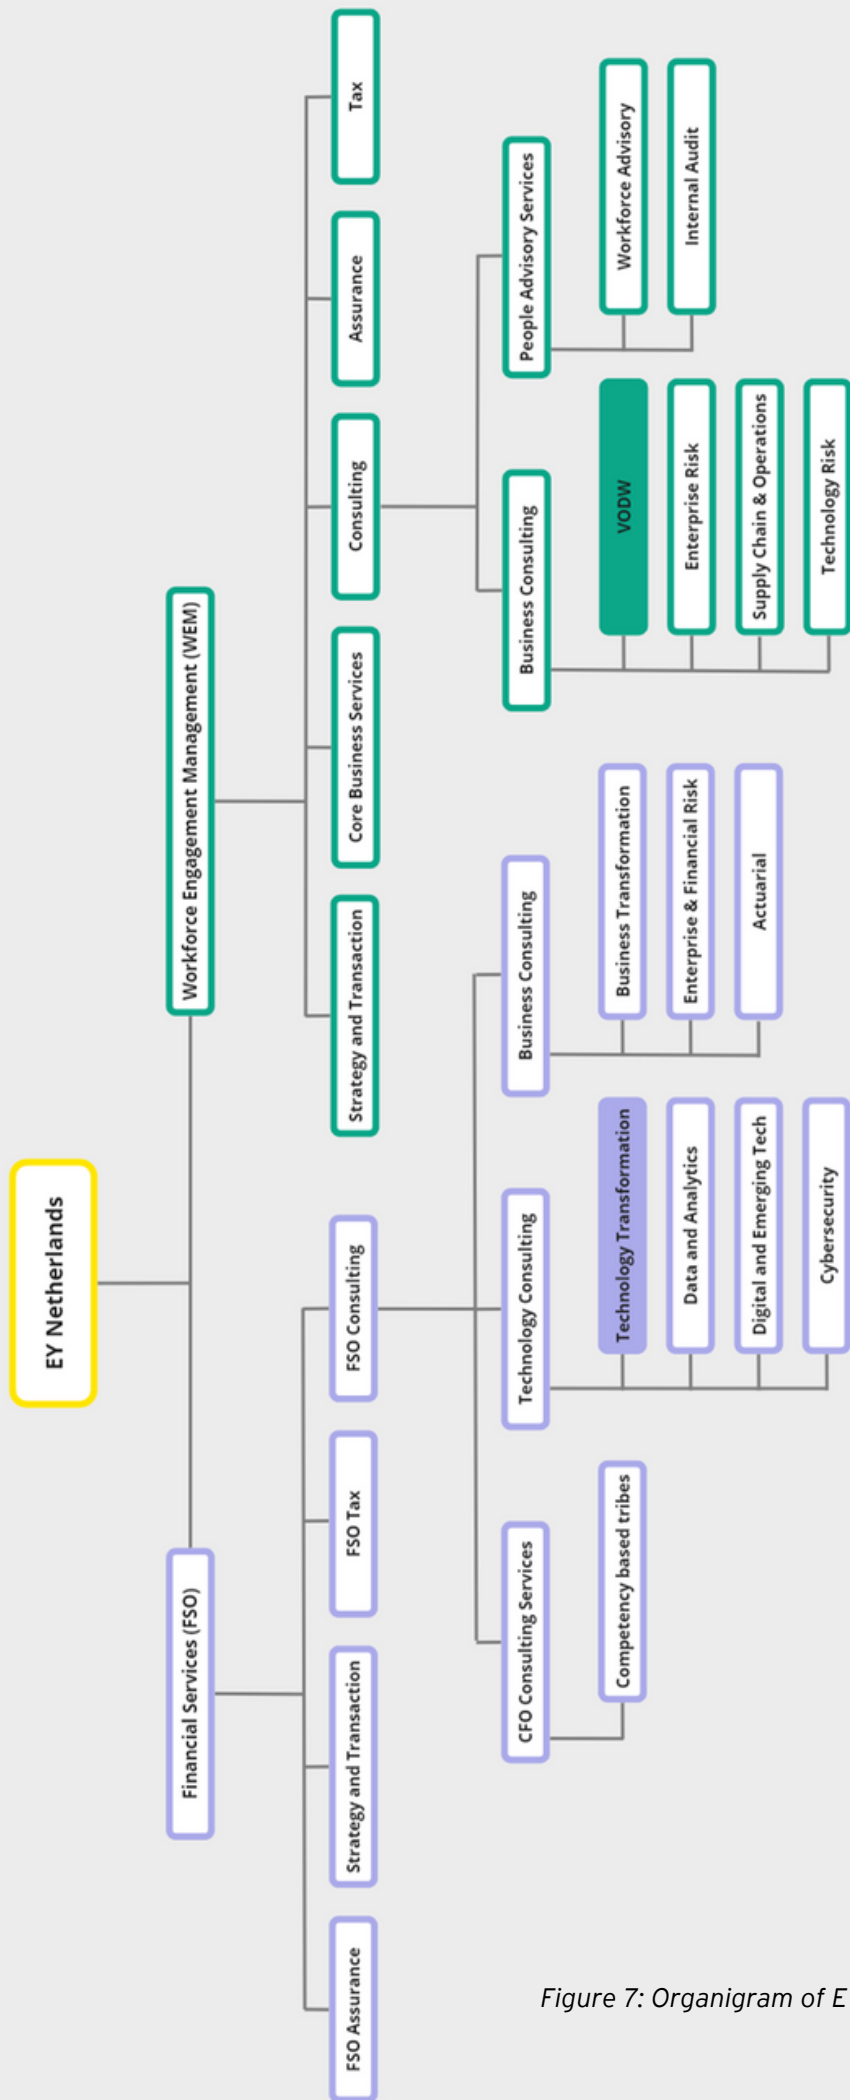 EY Netherlands
Financial Services (FSO)
Workforce Engagement Management (WEM)
FSO Assurance
Strategy and Transaction
FSO Tax
FSO Consulting
Strategy and Transaction
Core Business Services
Consulting
Assurance
Tax
CFO Consulting Services
Technology Consulting
Business Consulting
Business Consulting
People Advisory Services
Competency based tribes
Technology Transformation
Data and Analytics
Digital and Emerging Tech
Cybersecurity
Business Transformation
Enterprise & Financial Risk
Actuarial
VODW
Enterprise Risk
Supply Chain & Operations
Technology Risk
Workforce Advisory
Internal Audit
Figure 7: Organigram of E